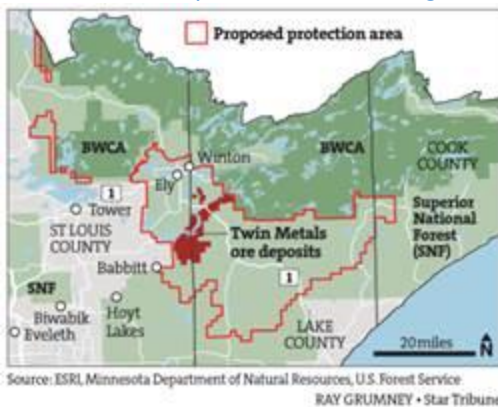 Proposed protection area
BWCA
BWCA
COOK
COUNTY
Winton
Ely
1
Tower
ST LOUIS
COUNTY
Superior
National
Forest
(SNF)
Twin Metals
ore deposits
Babbitt
1
SNF
Biwabik
Hoyt
Lakes
Eveleth
LAKE
COUNTY
20 miles
N
Source: ESRI, Minnesota Department of Natural Resources, U.S. Forest Service
RAY GRUMNEY • Star Tribune